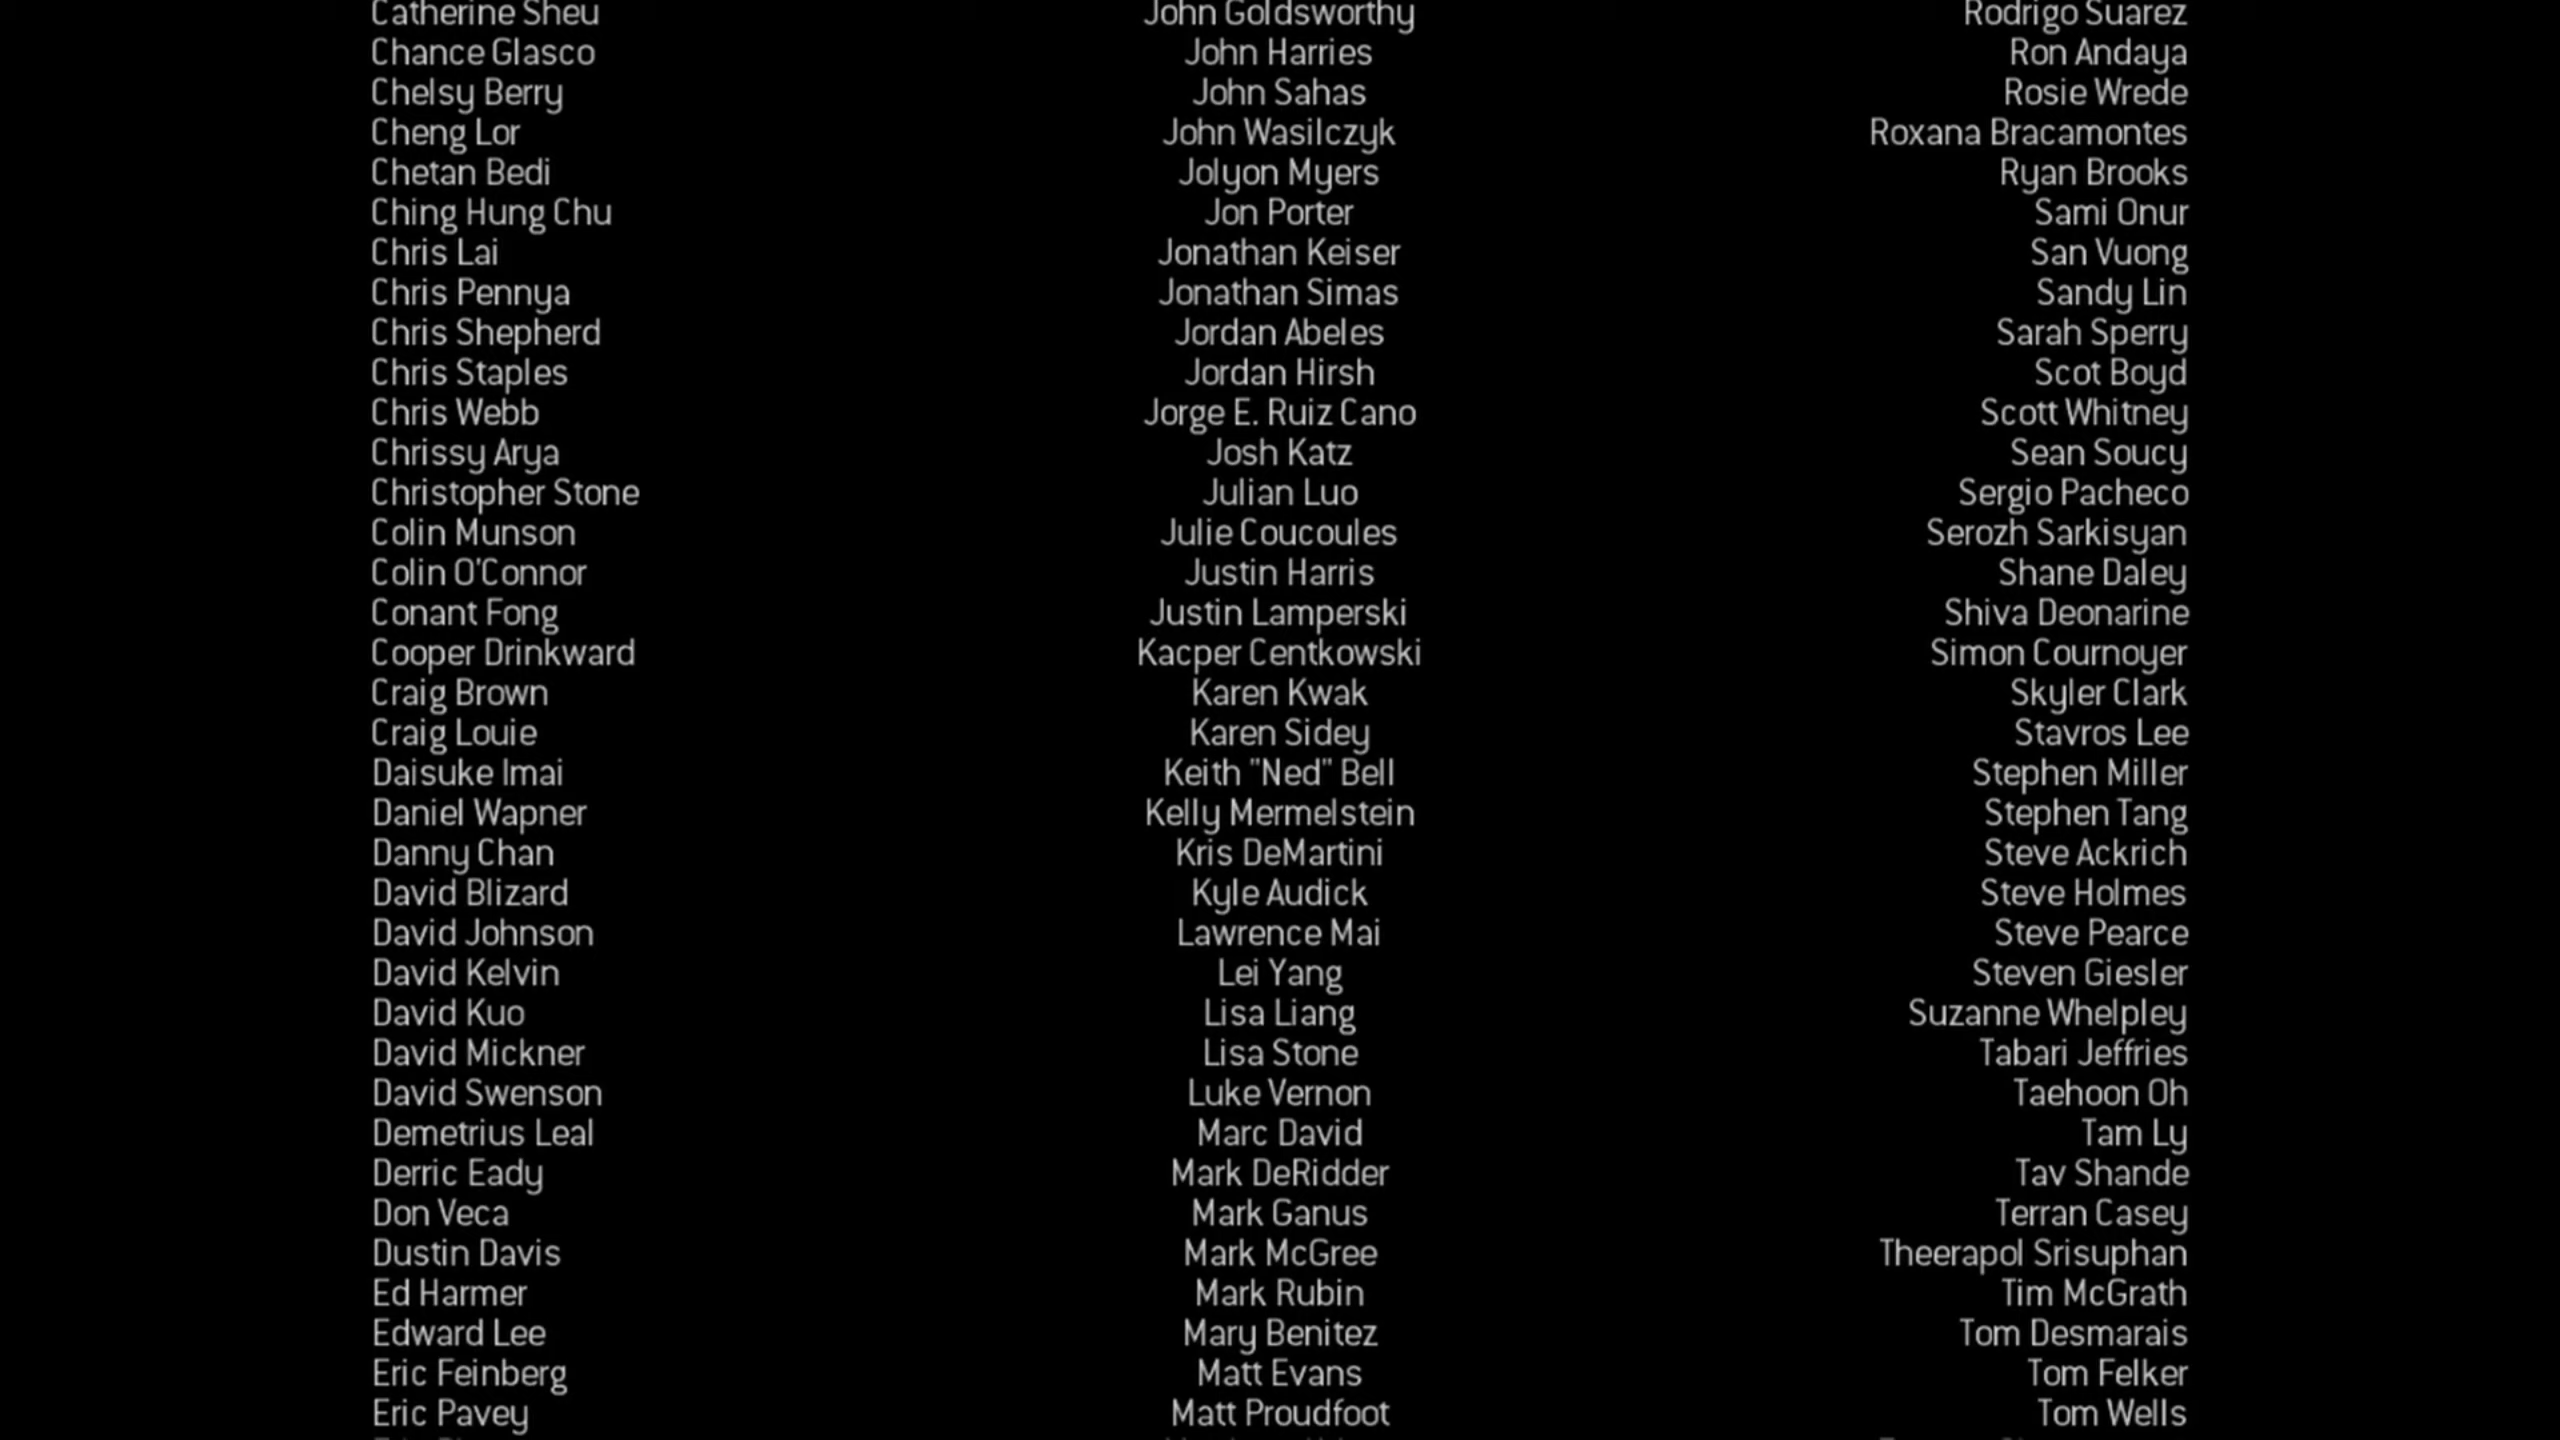 Catherine Sheu
Chance Glasco
Chelsy Berry
Cheng Lor
Chetan Bedi
Ching Hung Chu
Chris Lai
Chris Pennya
Chris Shepherd
Chris Staples
Chris Webb
Chrissy Arya
Christopher Stone
Colin Munson
Colin O'Connor
Conant Fong
Cooper Drinkward
Craig Brown
Craig Louie
Daisuke Imai
Daniel Wapner
Danny Chan
David Blizard
David Johnson
David Kelvin
David Kuo
David Mickner
David Swenson
Demetrius Leal
Derric Eady
Don Veca
Dustin Davis
Ed Harmer
Edward Lee
Eric Feinberg
Eric Pavey
John Goldsworthy
John Harries
John Sahas
John Wasilczyk
Jolyon Myers
Jon Porter
Jonathan Keiser
Jonathan Simas
Jordan Abeles
Jordan Hirsh
Jorge E. Ruiz Cano
Josh Katz
Julian Luo
Julie Coucoules
Justin Harris
Justin Lamperski
Kacper Centkowski
Karen Kwak
Karen Sidey
Keith "Ned" Bell
Kelly Mermelstein
Kris DeMartini
Kyle Audick
Lawrence Mai
Lei Yang
Lisa Liang
Lisa Stone
Luke Vernon
Marc David
Mark DeRidder
Mark Ganus
Mark McGree
Mark Rubin
Mary Benitez
Matt Evans
Matt Proudfoot
Rodrigo Suarez
Ron Andaya
Rosie Wrede
Roxana Bracamontes
Ryan Brooks
Sami Onur
San Vuong
Sandy Lin
Sarah Sperry
Scot Boyd
Scott Whitney
Sean Soucy
Sergio Pacheco
Serozh Sarkisyan
Shane Daley
Shiva Deonarine
Simon Cournoyer
Skyler Clark
Stavros Lee
Stephen Miller
Stephen Tang
Steve Ackrich
Steve Holmes
Steve Pearce
Steven Giesler
Suzanne Whelpley
Tabari Jeffries
Taehoon Oh
Tam Ly
Tav Shande
Terran Casey
Theerapol Srisuphan
Tim McGrath
Tom Desmarais
Tom Felker
Tom Wells